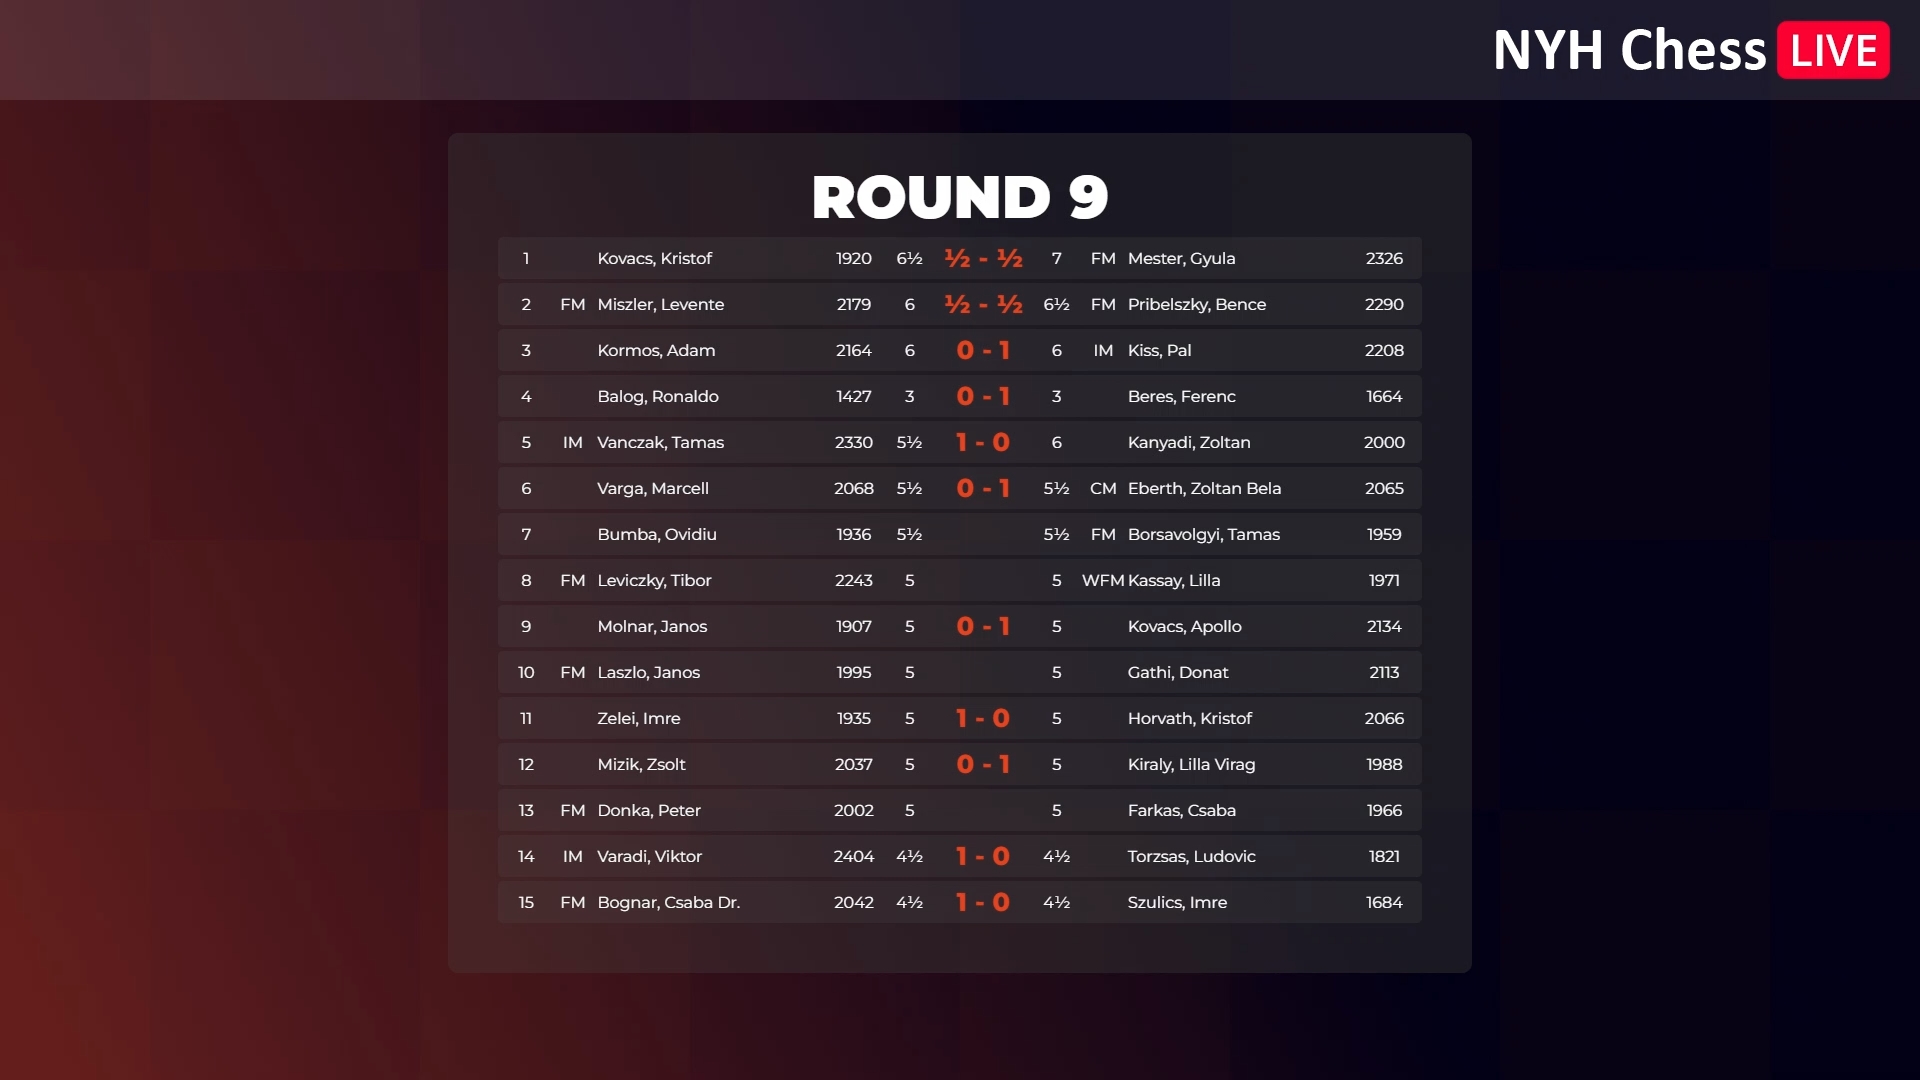 NYH Chess LIVE
ROUND 9
1 Kovacs, Kristof 1920 6½ ½ - ½ 7 FM Mester, Gyula 2326
2 FM Miszler, Levente 2179 6 ½ - ½ 6½ FM Pribelszky, Bence 2290
3 Kormos, Adam 2164 6 0 - 1 6 IM Kiss, Pal 2208
4 Balog, Ronaldo 1427 3 0 - 1 3 Beres, Ferenc 1664
5 IM Vanczak, Tamas 2330 5½ 1 - 0 6 Kanyadi, Zoltan 2000
6 Varga, Marcell 2068 5½ 0 - 1 5½ CM Eberth, Zoltan Bela 2065
7 Bumba, Ovidiu 1936 5½ 5½ FM Borsavolgyi, Tamas 1959
8 FM Leviczky, Tibor 2243 5 5 WFM Kassay, Lilla 1971
9 Molnar, Janos 1907 5 0 - 1 5 Kovacs, Apollo 2134
10 FM Laszlo, Janos 1995 5 5 Gathi, Donat 2113
11 Zelei, Imre 1935 5 1 - 0 5 Horvath, Kristof 2066
12 Mizik, Zsolt 2037 5 0 - 1 5 Kiraly, Lilla Virag 1988
13 FM Donka, Peter 2002 5 5 Farkas, Csaba 1966
14 IM Varadi, Viktor 2404 4½ 1 - 0 4½ Torzsas, Ludovic 1821
15 FM Bognar, Csaba Dr. 2042 4½ 1 - 0 4½ Szulics, Imre 1684